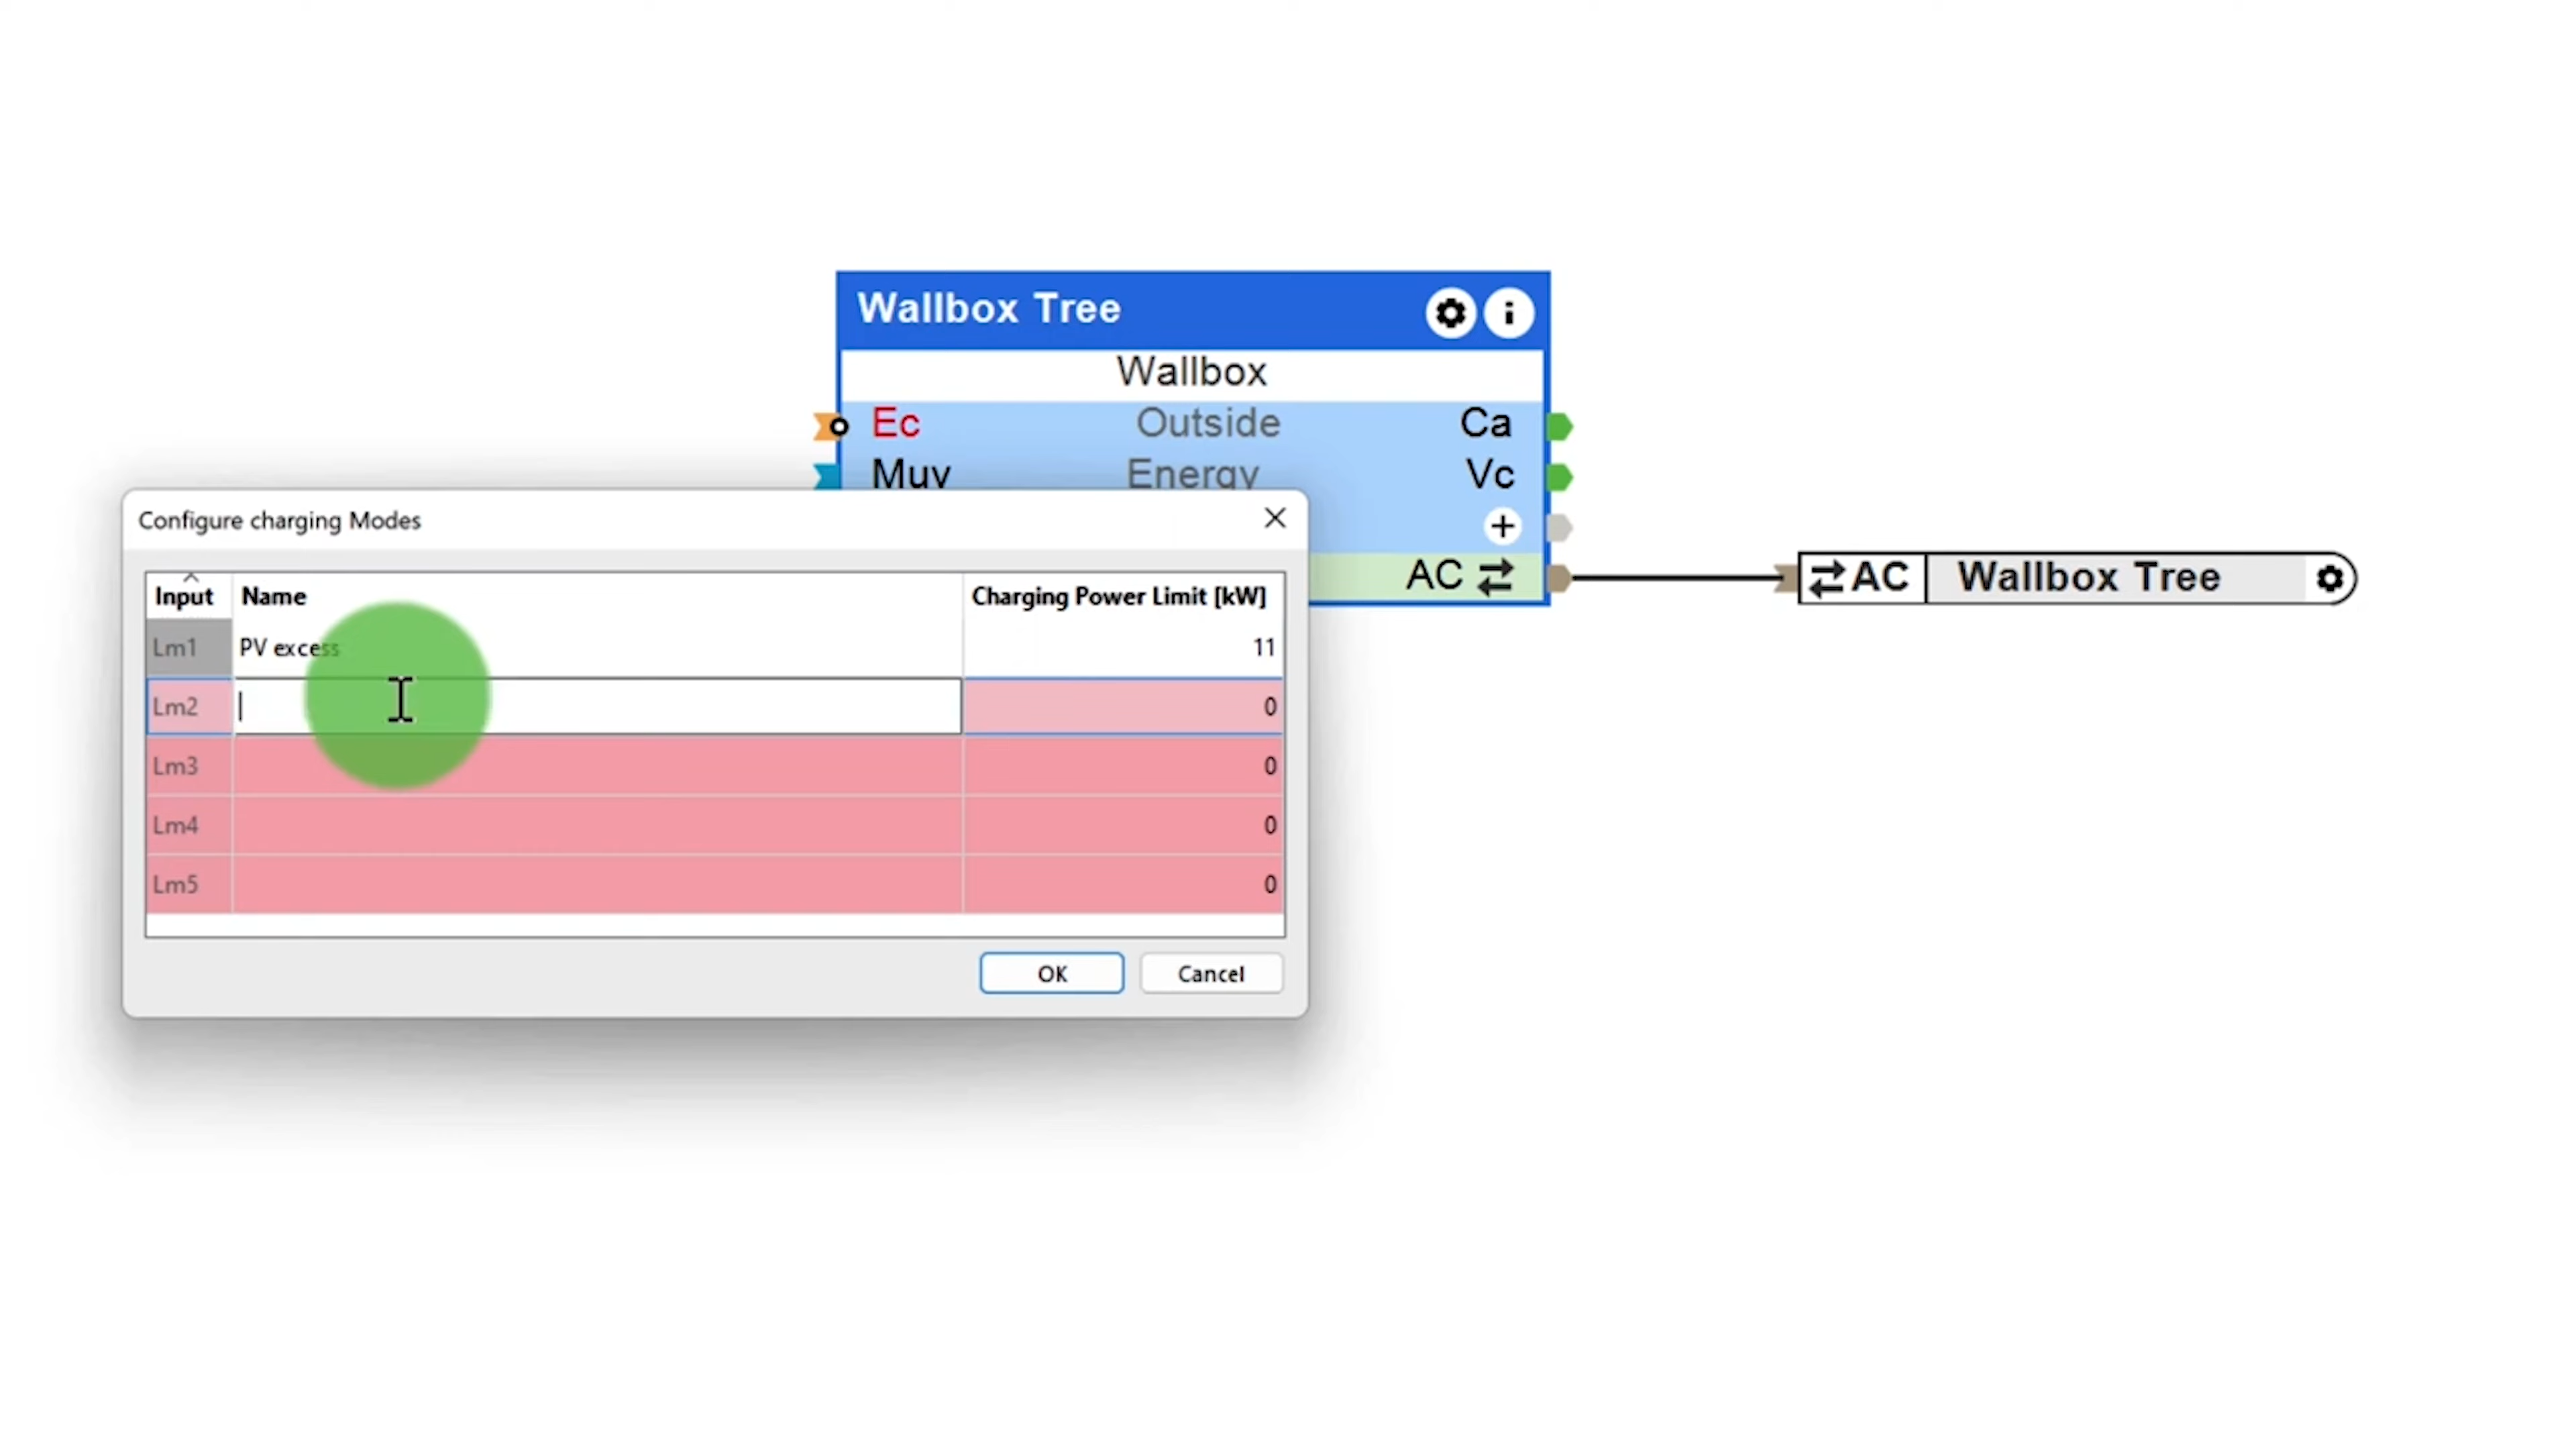 Wallbox Tree
i
Wallbox
Ec Outside Ca
Muv Energy Vc
+
AC
AC Wallbox Tree
Configure charging Modes
Input Name Charging Power Limit [kW]
Lm1 PV excess 11
Lm2 0
Lm3 0
Lm4 0
Lm5 0
OK Cancel